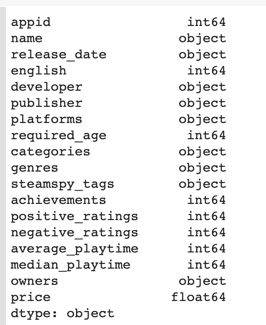 appid int64
name object
release_date object
english int64
developer object
publisher object
platforms object
required_age int64
categories object
genres object
steamspy_tags object
achievements int64
positive_ratings int64
negative_ratings int64
average_playtime int64
median_playtime int64
owners object
price float64
dtype: object